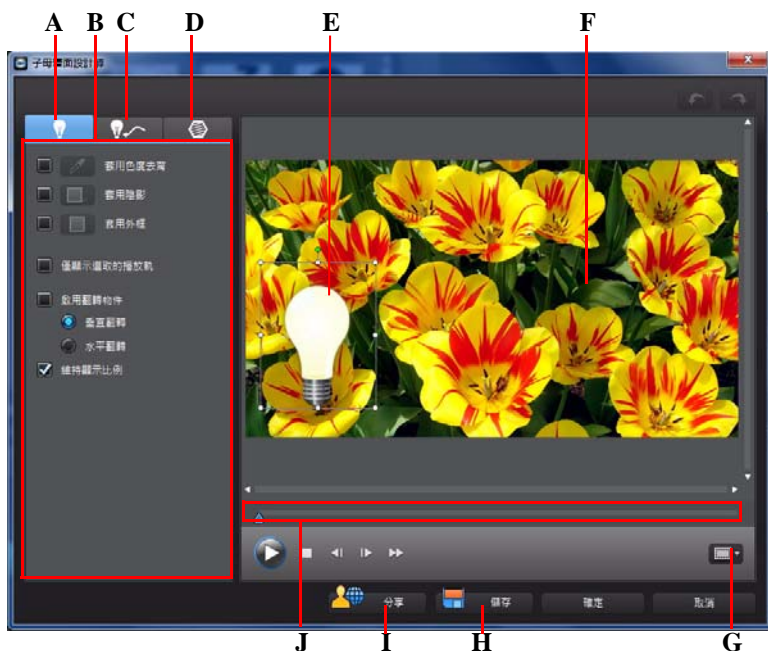 A B C D E F
子母畫面設計師
套用色度去背
套用陰影
套用外框
僅顯示選取的播放軌
啟用翻轉物件
垂直翻轉
水平翻轉
維持顯示比例
分享 儲存 確定 取消
J I H G